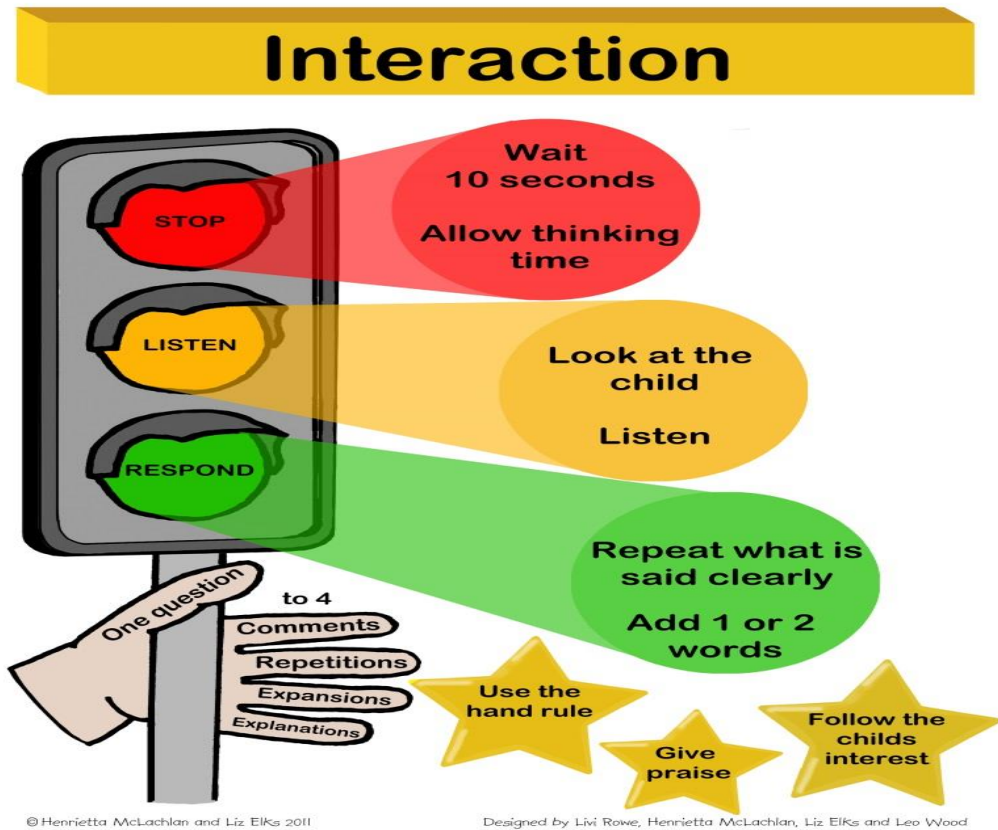 Interaction
STOP
Wait
10 seconds
Allow thinking
time
LISTEN
Look at the
child
Listen
RESPOND
Repeat what is
said clearly
Add 1 or 2
words
One question
to 4
Comments
Repetitions
Expansions
Explanations
Use the
hand rule
Give
praise
Follow the
childs
interest
© Henrietta McLachlan and Liz Elks 2011
Designed by Livi Rowe, Henrietta McLachlan, Liz Elks and Leo Wood